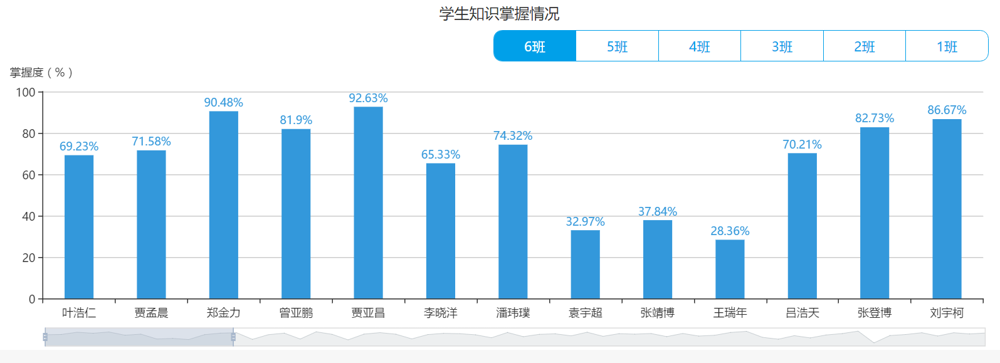 学生知识掌握情况
6班 5班 4班 3班 2班 1班
掌握度（%）
100
80
60
40
20
0
69.23% 71.58% 90.48% 81.9% 92.63% 65.33% 74.32% 32.97% 37.84% 28.36% 70.21% 82.73% 86.67%
叶浩仁 贾孟晨 郑金力 曾亚鹏 贾亚昌 李晓洋 潘玮璞 袁宇超 张靖博 王瑞年 吕浩天 张登博 刘宇柯